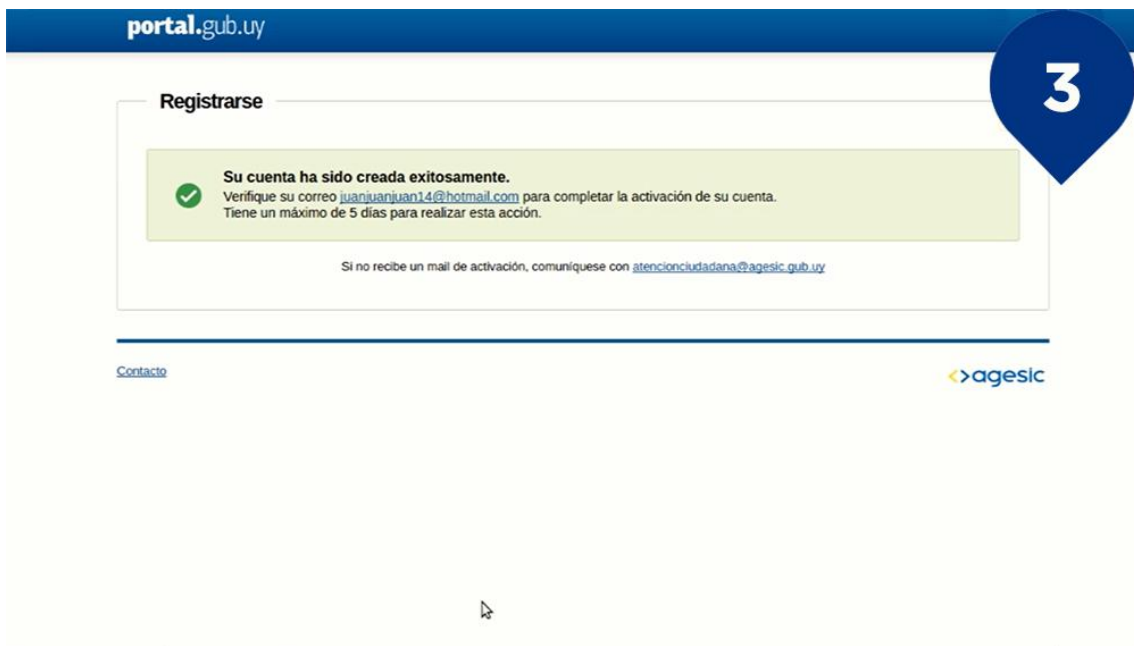 portal.gub.uy
3
Registrarse
Su cuenta ha sido creada exitosamente.
Verifique su correo juanjuanjuan14@hotmail.com para completar la activación de su cuenta.
Tiene un máximo de 5 días para realizar esta acción.
Si no recibe un mail de activación, comuníquese con atencionciudadana@agesic.gub.uy
Contacto
<>agesic